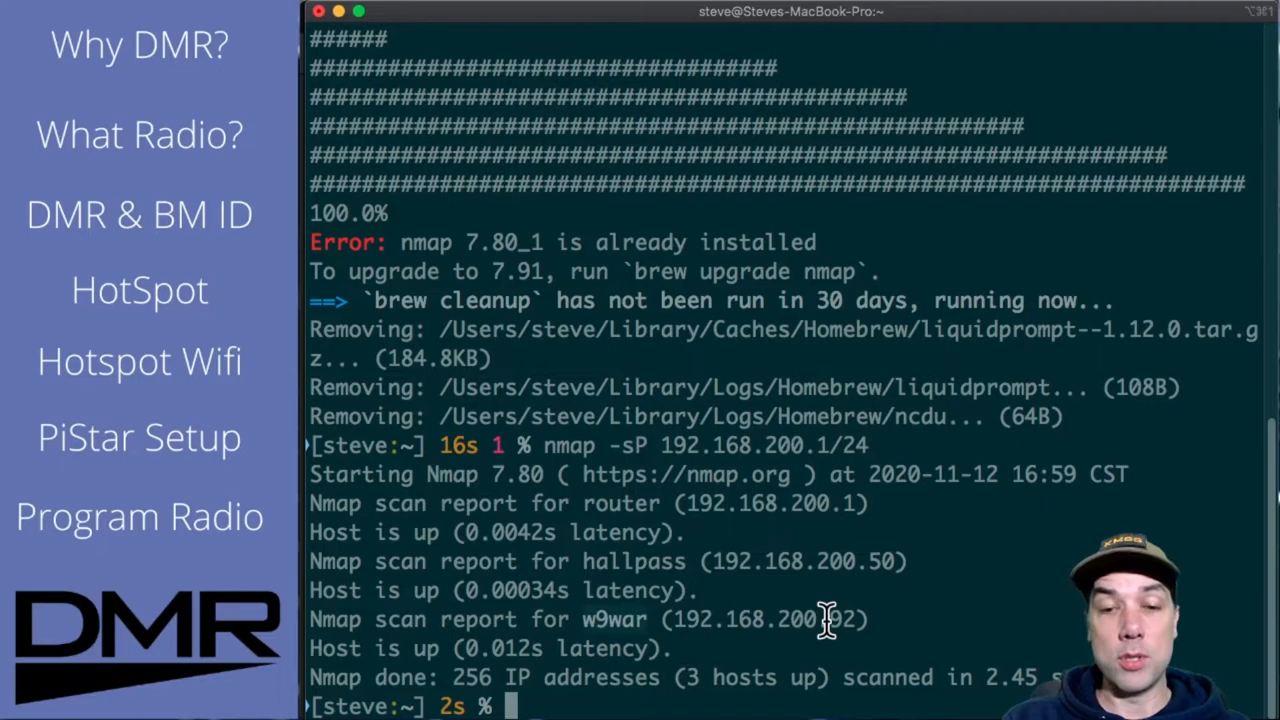 steve@Steves-MacBook-Pro:~
⌥⌘1
Why DMR?
What Radio?
DMR & BM ID
HotSpot
Hotspot Wifi
PiStar Setup
Program Radio
DMR
######
####################################
##############################################
#######################################################
##################################################################
########################################################################
100.0%
Error: nmap 7.80_1 is already installed
To upgrade to 7.91, run `brew upgrade nmap`.
==> `brew cleanup` has not been run in 30 days, running now...
Removing: /Users/steve/Library/Caches/Homebrew/liquidprompt--1.12.0.tar.g
z... (184.8KB)
Removing: /Users/steve/Library/Logs/Homebrew/liquidprompt... (108B)
Removing: /Users/steve/Library/Logs/Homebrew/ncdu... (64B)
[steve:~] 16s 1 % nmap -sP 192.168.200.1/24
Starting Nmap 7.80 ( https://nmap.org ) at 2020-11-12 16:59 CST
Nmap scan report for router (192.168.200.1)
Host is up (0.0042s latency).
Nmap scan report for hallpass (192.168.200.50)
Host is up (0.00034s latency).
Nmap scan report for w9war (192.168.200.92)
Host is up (0.012s latency).
Nmap done: 256 IP addresses (3 hosts up) scanned in 2.45 s
[steve:~] 2s %